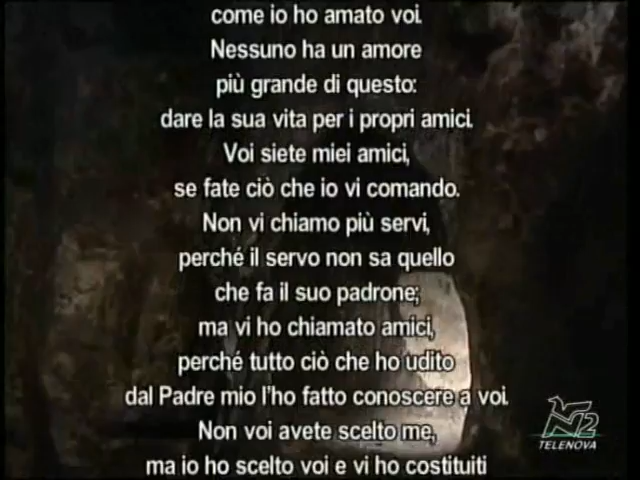 come io ho amato voi.
Nessuno ha un amore
più grande di questo:
dare la sua vita per i propri amici.
Voi siete miei amici,
se fate ciò che io vi comando.
Non vi chiamo più servi,
perché il servo non sa quello
che fa il suo padrone;
ma vi ho chiamato amici,
perché tutto ciò che ho udito
dal Padre mio l'ho fatto conoscere a voi.
Non voi avete scelto me,
ma io ho scelto voi e vi ho costituiti
2
TELENOVA